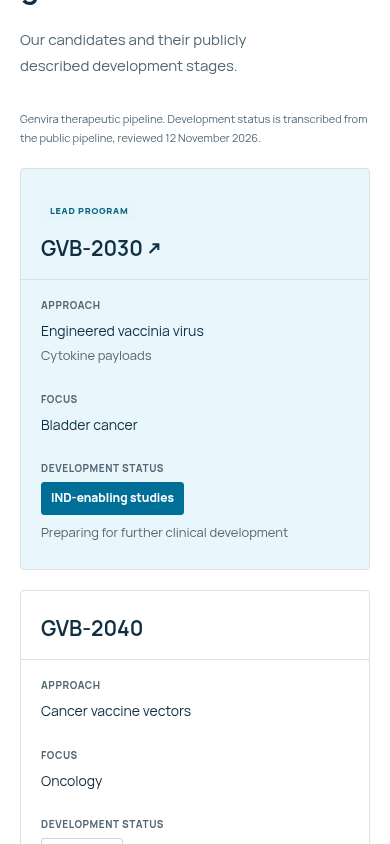 Our candidates and their publicly
described development stages.
Genvira therapeutic pipeline. Development status is transcribed from
the public pipeline, reviewed 12 November 2026.
LEAD PROGRAM
GVB-2030 ↗
APPROACH
Engineered vaccinia virus
Cytokine payloads
FOCUS
Bladder cancer
DEVELOPMENT STATUS
IND-enabling studies
Preparing for further clinical development
GVB-2040
APPROACH
Cancer vaccine vectors
FOCUS
Oncology
DEVELOPMENT STATUS